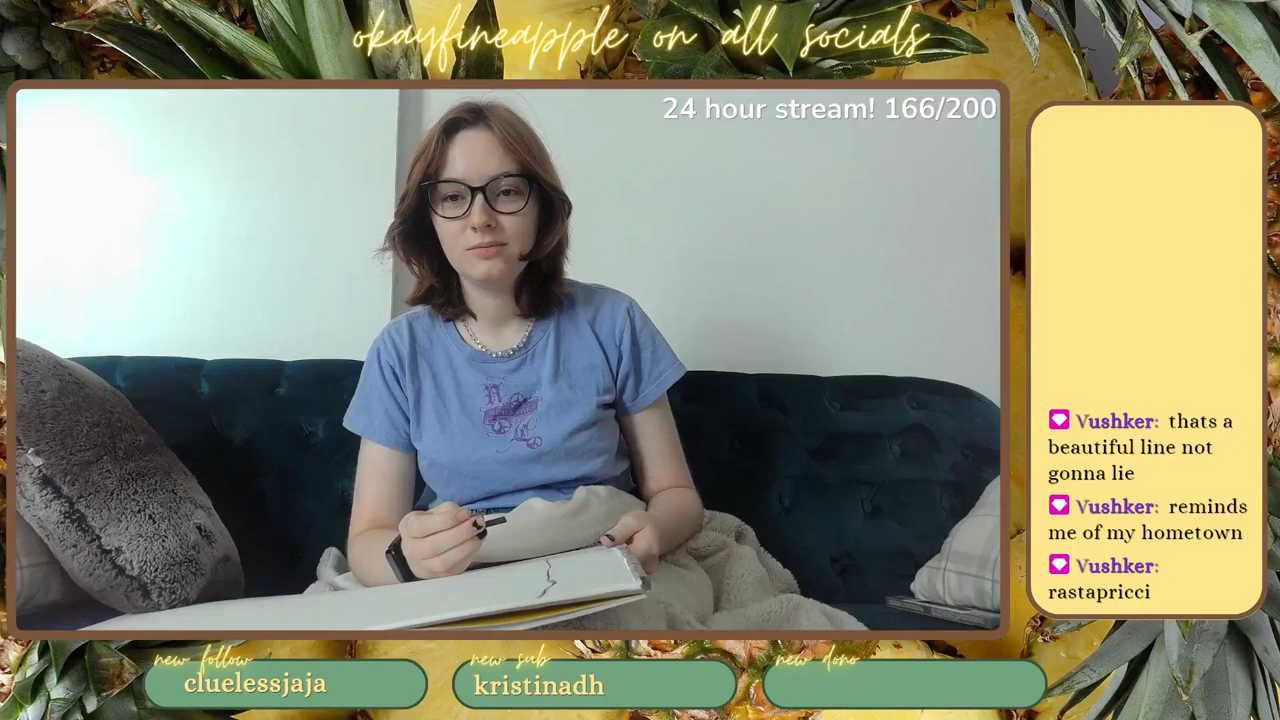 okayfineapple on all socials
24 hour stream! 166/200
Vushker: thats a
beautiful line not
gonna lie
Vushker: reminds
me of my hometown
Vushker:
rastapricci
new follow
cluelessjaja
new sub
kristinadh
new dono